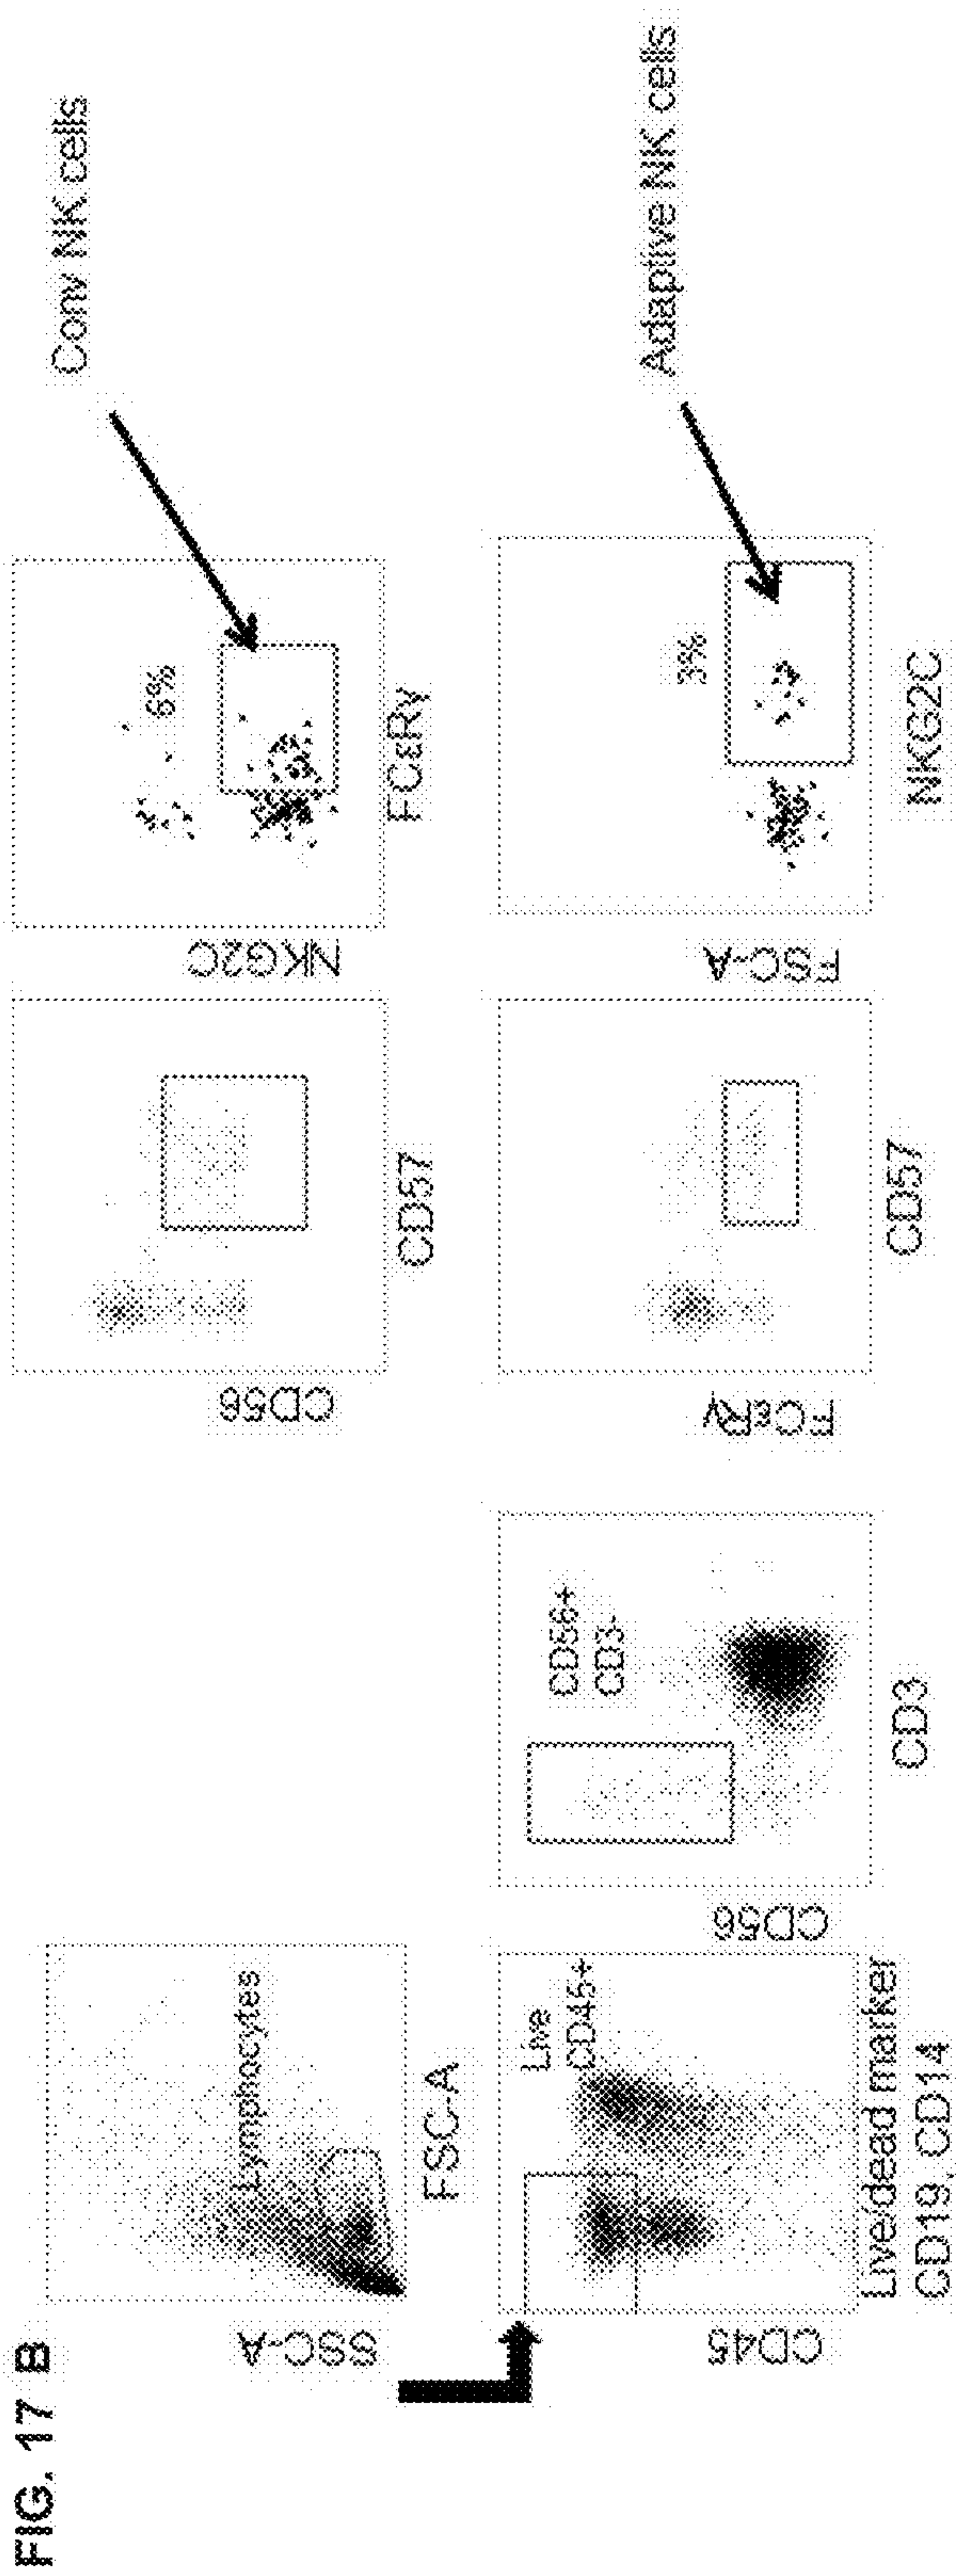 FIG. 17 B
SSC-A
Lymphocytes
FSC-A
CD45
Live
CD45+
Live/dead marker
CD19, CD14
CD56
CD56+
CD3-
CD3
CD56
CD57
FCεRγ
CD57
NKG2C
6%
FCεRγ
Conv NK cells
FSC-A
3%
NKG2C
Adaptive NK cells